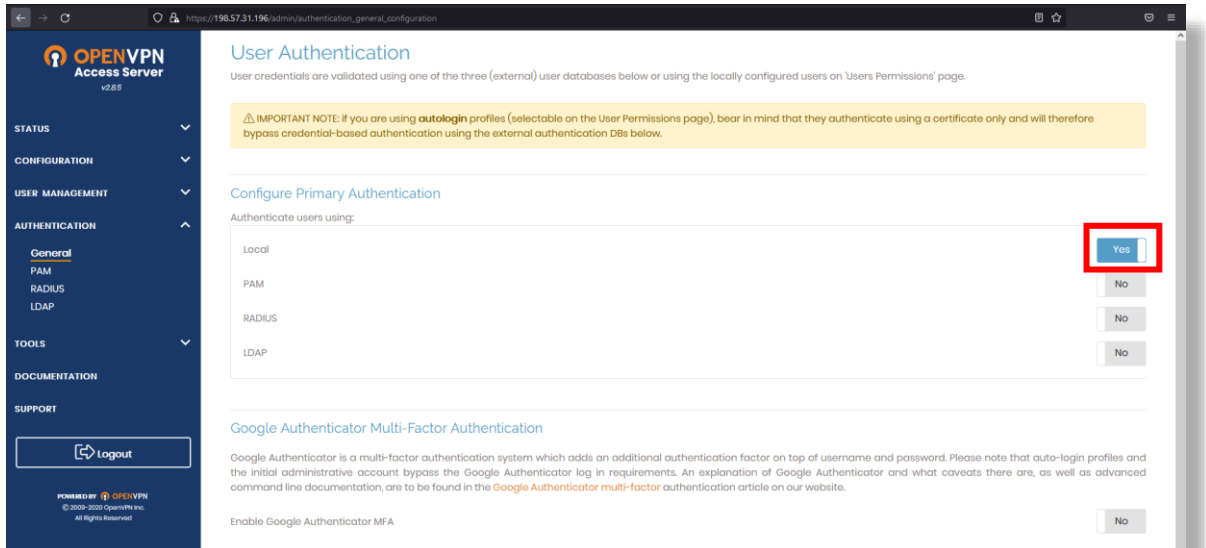 https://198.57.31.196/admin/authentication_general_configuration
OPENVPN
Access Server
v2.8.5
STATUS
CONFIGURATION
USER MANAGEMENT
AUTHENTICATION
General
PAM
RADIUS
LDAP
TOOLS
DOCUMENTATION
SUPPORT
Logout
POWERED BY OPENVPN
© 2009-2020 OpenVPN Inc.
All Rights Reserved
User Authentication
User credentials are validated using one of the three (external) user databases below or using the locally configured users on 'Users Permissions' page.
IMPORTANT NOTE: if you are using autologin profiles (selectable on the User Permissions page), bear in mind that they authenticate using a certificate only and will therefore
bypass credential-based authentication using the external authentication DBs below.
Configure Primary Authentication
Authenticate users using:
Local Yes
PAM No
RADIUS No
LDAP No
Google Authenticator Multi-Factor Authentication
Google Authenticator is a multi-factor authentication system which adds an additional authentication factor on top of username and password. Please note that auto-login profiles and
the initial administrative account bypass the Google Authenticator log in requirements. An explanation of Google Authenticator and what caveats there are, as well as advanced
command line documentation, are to be found in the Google Authenticator multi-factor authentication article on our website.
Enable Google Authenticator MFA No